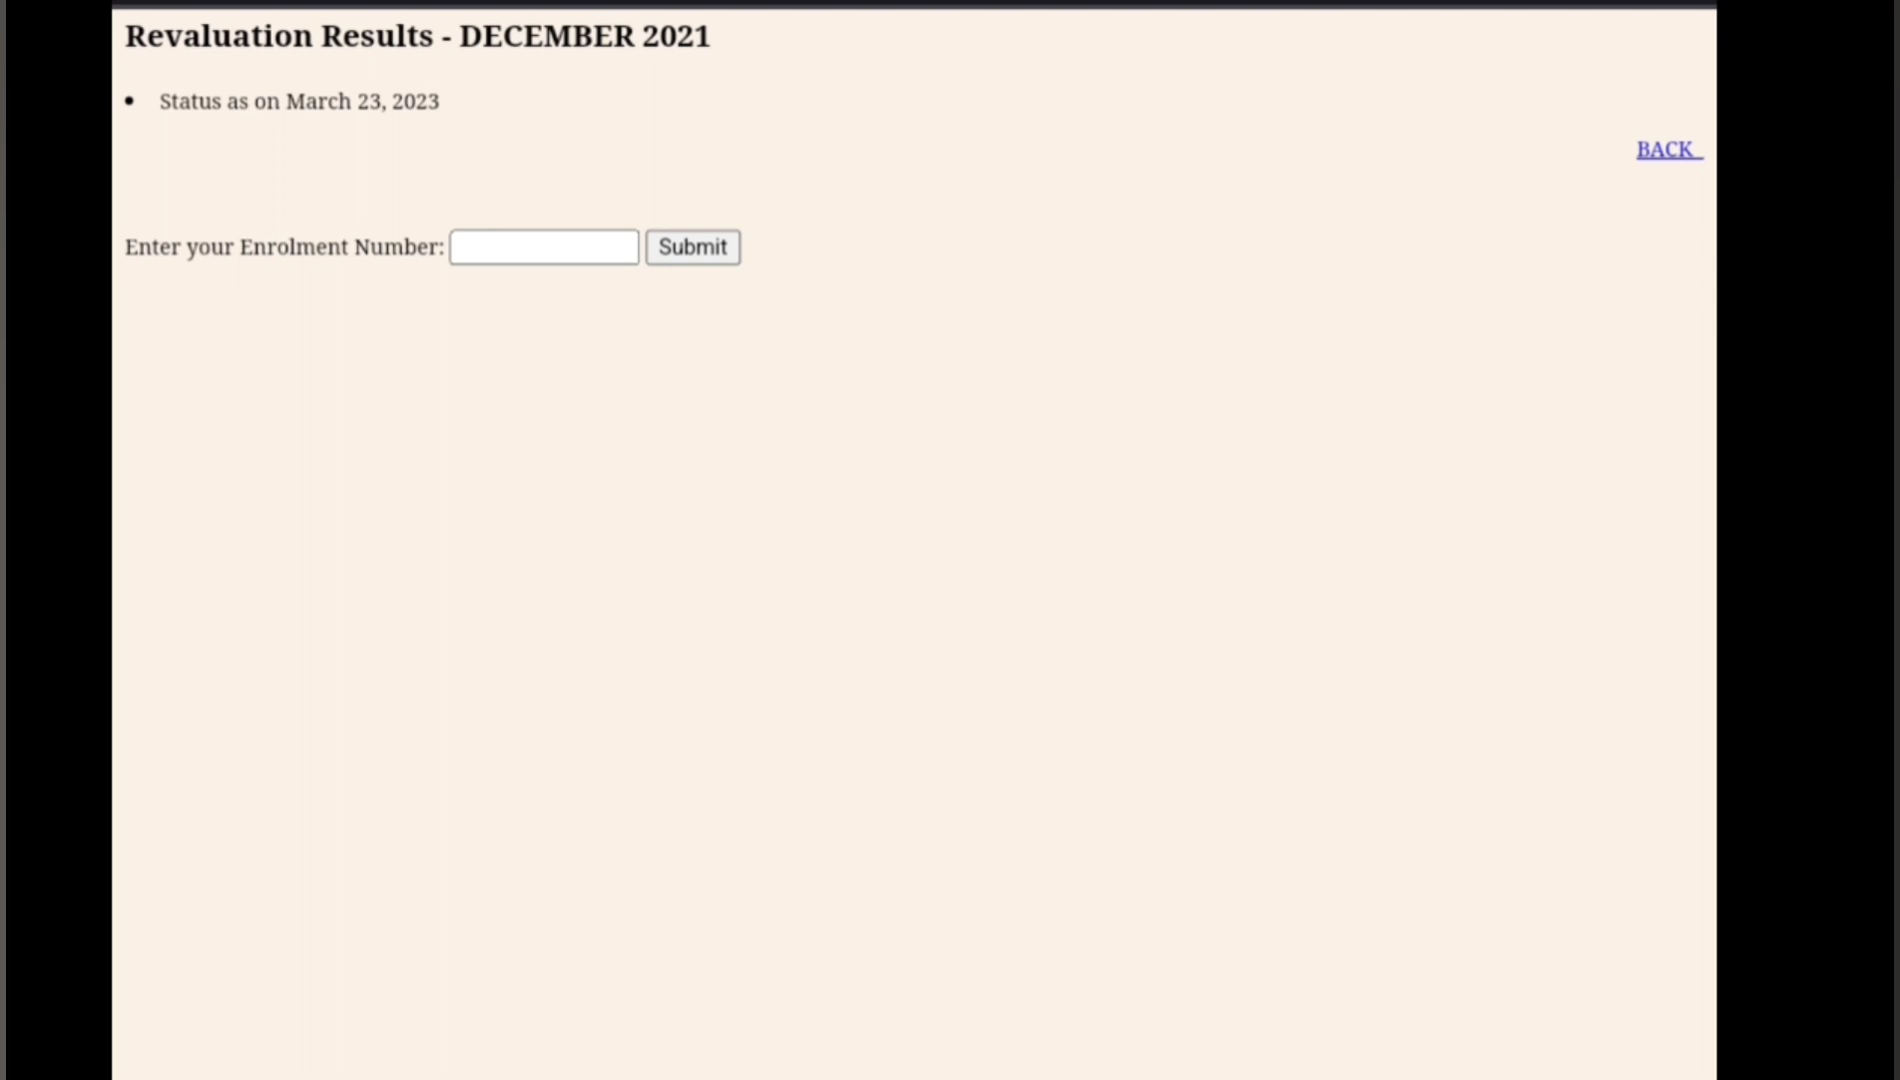 Revaluation Results - DECEMBER 2021
• Status as on March 23, 2023
BACK
Enter your Enrolment Number: Submit